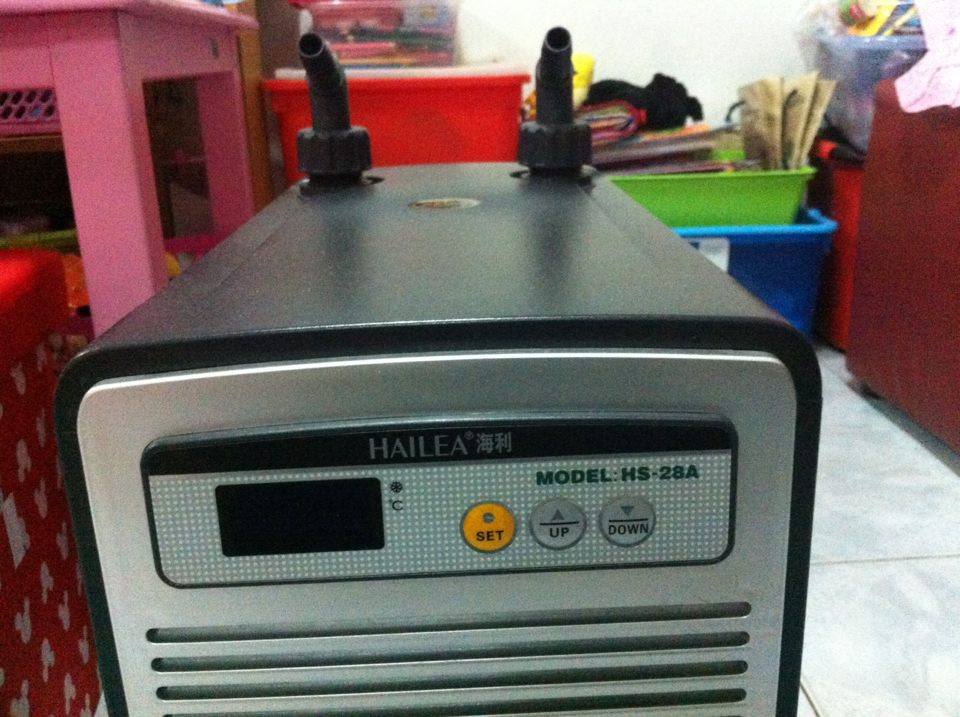 HAILEA® 海利
MODEL: HS-28A
℃
SET
UP
DOWN